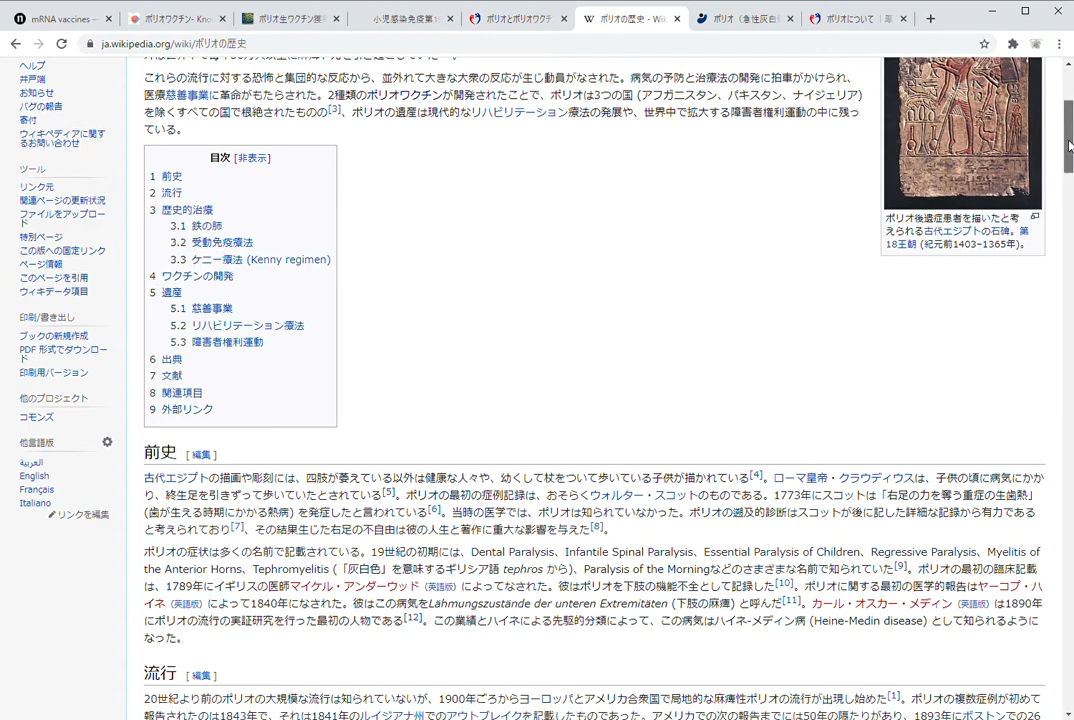 mRNA vaccines —
ポリオワクチン - Kno
ポリオ生ワクチン獲
小児感染免疫第1
ポリオとポリオワクチ
ポリオの歴史 - Wiki
ポリオ（急性灰白
ポリオについて｜厚
ja.wikipedia.org/wiki/ポリオの歴史
ヘルプ
井戸端
お知らせ
バグの報告
寄付
ウィキペディアに関するお問い合わせ
ツール
リンク元
関連ページの更新状況
ファイルをアップロード
特別ページ
この版への固定リンク
ページ情報
このページを引用
ウィキデータ項目
印刷/書き出し
ブックの新規作成
PDF 形式でダウンロード
印刷用バージョン
他のプロジェクト
コモンズ
他言語版
العربية
English
Français
Italiano
リンクを編集
これらの流行に対する恐怖と集団的な反応から、並外れて大きな大衆の反応が生じ動員がなされた。病気の予防と治療法の開発に拍車がかけられ、
医療慈善事業に革命がもたらされた。2種類のポリオワクチンが開発されたことで、ポリオは3つの国 (アフガニスタン、パキスタン、ナイジェリア)
を除くすべての国で根絶されたものの[3]、ポリオの遺産は現代的なリハビリテーション療法の発展や、世界中で拡大する障害者権利運動の中に残っ
ている。
目次 [非表示]
1 前史
2 流行
3 歴史的治療
3.1 鉄の肺
3.2 受動免疫療法
3.3 ケニー療法 (Kenny regimen)
4 ワクチンの開発
5 遺産
5.1 慈善事業
5.2 リハビリテーション療法
5.3 障害者権利運動
6 出典
7 文献
8 関連項目
9 外部リンク
ポリオ後遺症患者を描いたと考
えられる古代エジプトの石碑。第
18王朝 (紀元前1403–1365年)。
前史 [編集]
古代エジプトの描画や彫刻には、四肢が萎えている以外は健康な人々や、幼くして杖をついて歩いている子供が描かれている[4]。ローマ皇帝・クラウディウスは、子供の頃に病気にかか
り、終生足を引きずって歩いていたとされている[5]。ポリオの最初の症例記録は、おそらくウォルター・スコットのものである。1773年にスコットは「右足の力を奪う重症の生歯熱」
(歯が生える時期にかかる熱病) を発症したと言われている[6]。当時の医学では、ポリオは知られていなかった。ポリオの遡及的診断はスコットが後に記した詳細な記録から有力である
と考えられており[7]、その結果生じた右足の不自由は彼の人生と著作に重大な影響を与えた[8]。
ポリオの症状は多くの名前で記載されている。19世紀の初期には、Dental Paralysis、Infantile Spinal Paralysis、Essential Paralysis of Children、Regressive Paralysis、Myelitis of
the Anterior Horns、Tephromyelitis (「灰白色」を意味するギリシア語 tephros から)、Paralysis of the Morningなどのさまざまな名前で知られていた[9]。ポリオの最初の臨床記載
は、1789年にイギリスの医師マイケル・アンダーウッド (英語版) によってなされた。彼はポリオを下肢の機能不全として記録した[10]。ポリオに関する最初の医学的報告はヤーコプ・ハ
イネ (英語版) によって1840年になされた。彼はこの病気をLähmungszustände der unteren Extremitäten (下肢の麻痺) と呼んだ[11]。カール・オスカー・メディン (英語版) は1890年
にポリオの流行の実証研究を行った最初の人物である[12]。この業績とハイネによる先駆的分類によって、この病気はハイネ-メディン病 (Heine-Medin disease) として知られるように
なった。
流行 [編集]
20世紀より前のポリオの大規模な流行は知られていないが、1900年ごろからヨーロッパとアメリカ合衆国で局地的な麻痺性ポリオの流行が出現し始めた[1]。ポリオの複数症例が初めて
報告されたのは1843年で、それは1841年のルイジアナ州でのアウトブレイクを記載したものであった。アメリカでの次の報告までには50年の隔たりがあり、1893年にボストンでの26